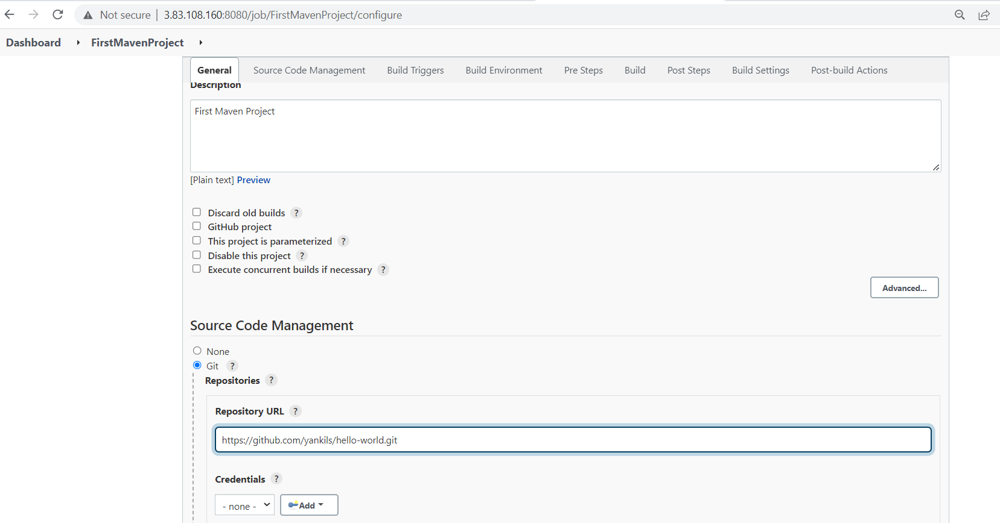 Not secure | 3.83.108.160:8080/job/FirstMavenProject/configure
Dashboard FirstMavenProject
General Source Code Management Build Triggers Build Environment Pre Steps Build Post Steps Build Settings Post-build Actions
Description
First Maven Project
[Plain text] Preview
Discard old builds ?
GitHub project
This project is parameterized ?
Disable this project ?
Execute concurrent builds if necessary ?
Advanced...
Source Code Management
None
Git ?
Repositories ?
Repository URL ?
https://github.com/yankils/hello-world.git
Credentials ?
- none - Add